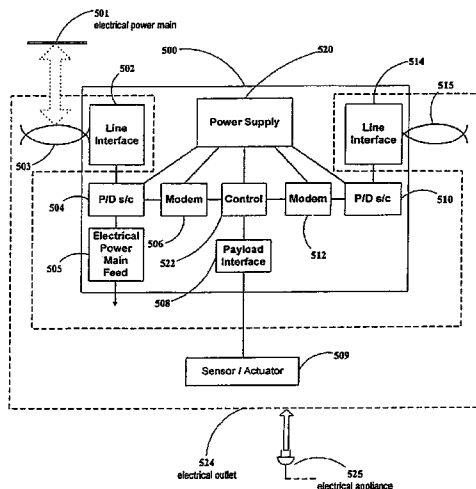 501
electrical power main
500
520
502
514
515
Line
Interface
Power Supply
Line
Interface
503
504
P/D s/c
Modem
Control
Modem
P/D s/c
510
506
522
512
505
Electrical
Power
Main
Feed
508
Payload
Interface
509
Sensor / Actuator
524
electrical outlet
525
electrical appliance